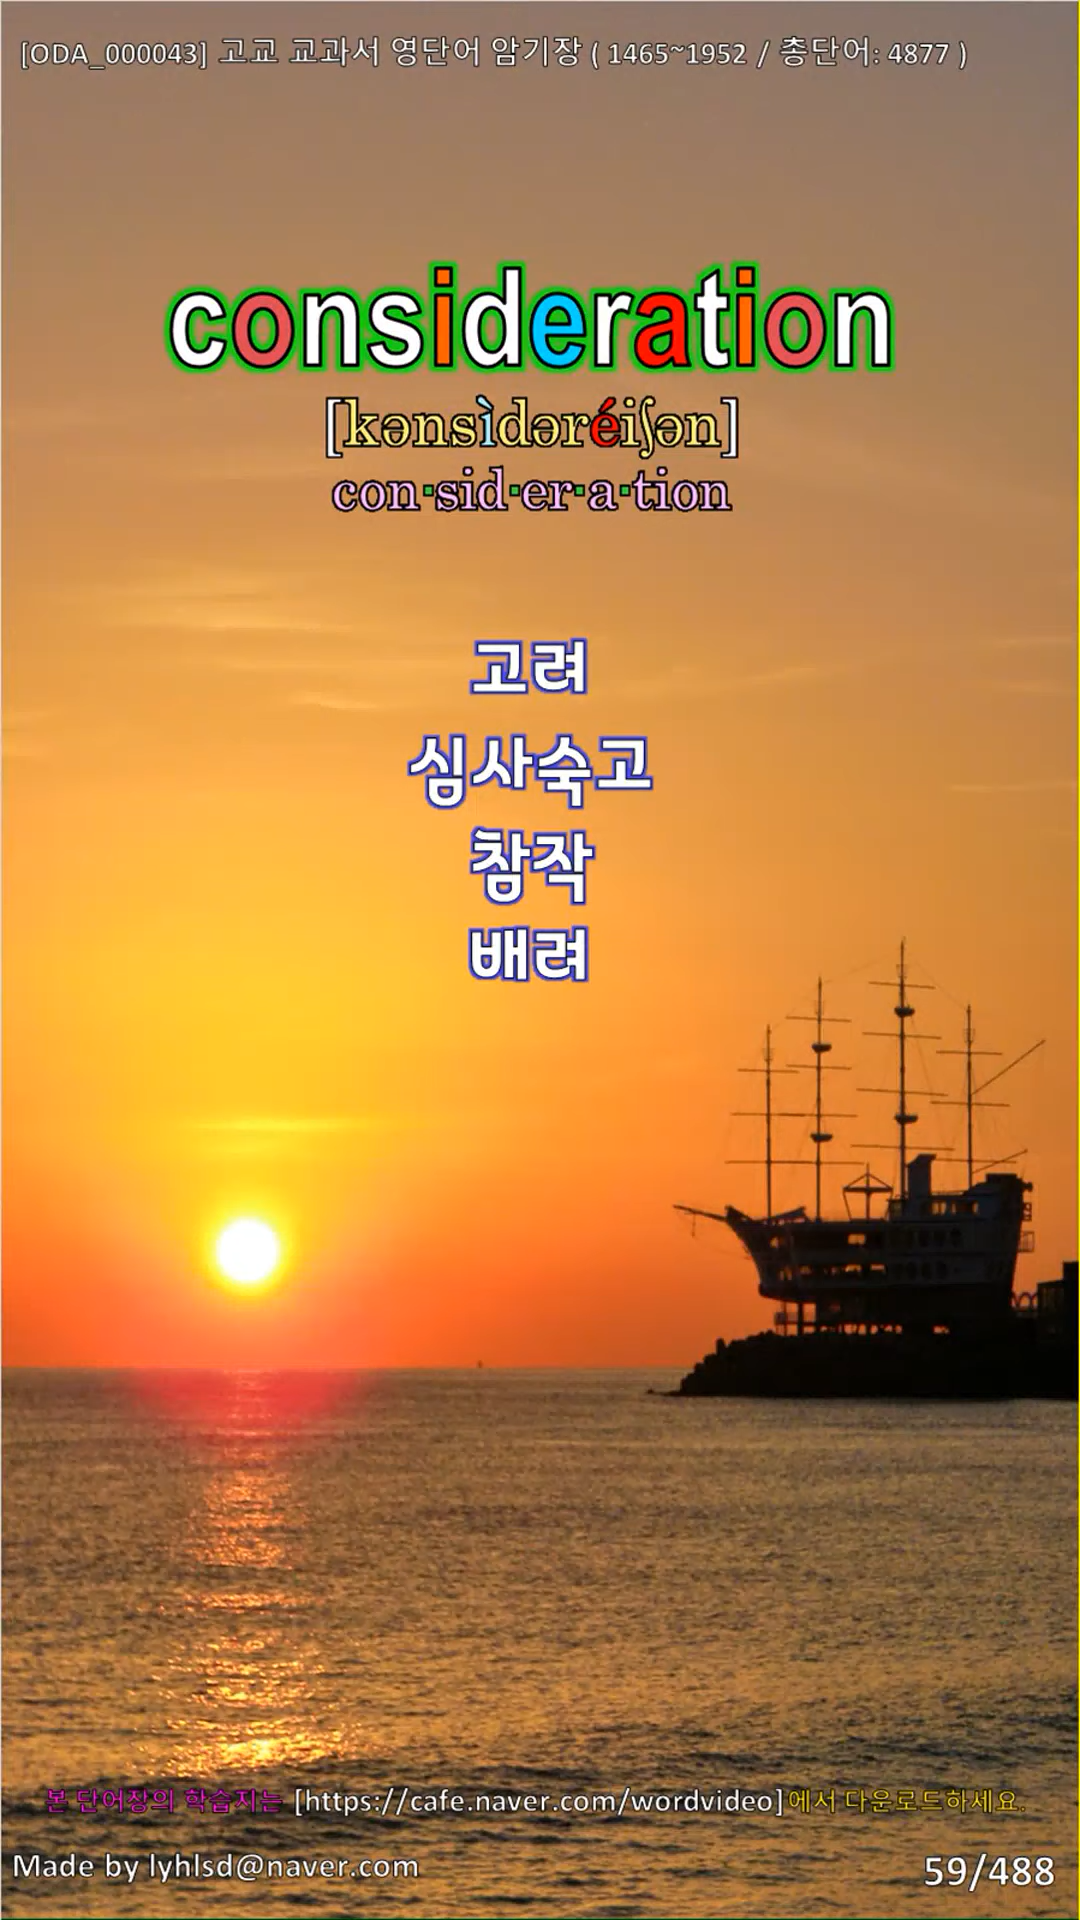 [ODA_000043] 고교 교과서 영단어 암기장 ( 1465~1952 / 총단어: 4877 )
consideration
[kənsìdəréiʃən]
con·sid·er·a·tion
고려
심사숙고
참작
배려
본 단어장의 학습지는 [https://cafe.naver.com/wordvideo]에서 다운로드하세요.
Made by lyhlsd@naver.com
59/488